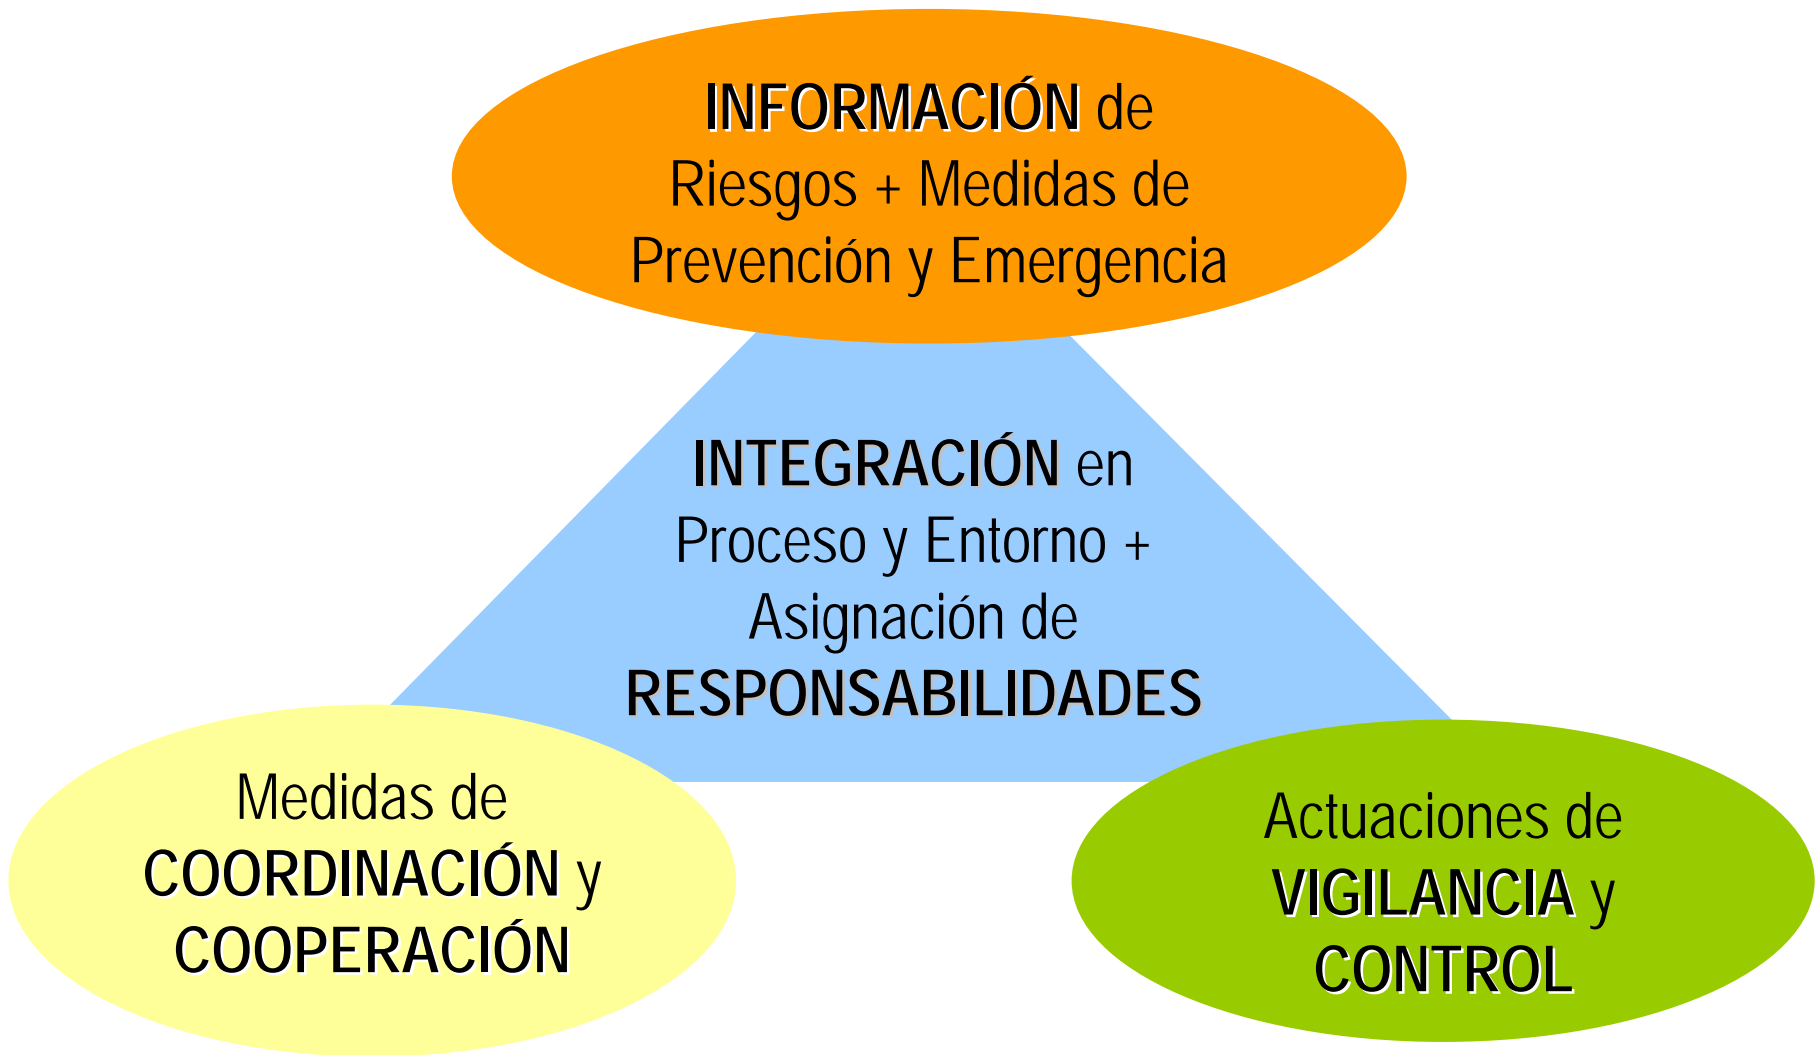 INFORMACIÓN de
Riesgos + Medidas de
Prevención y Emergencia
INTEGRACIÓN en
Proceso y Entorno +
Asignación de
RESPONSABILIDADES
Medidas de
COORDINACIÓN y
COOPERACIÓN
Actuaciones de
VIGILANCIA y
CONTROL